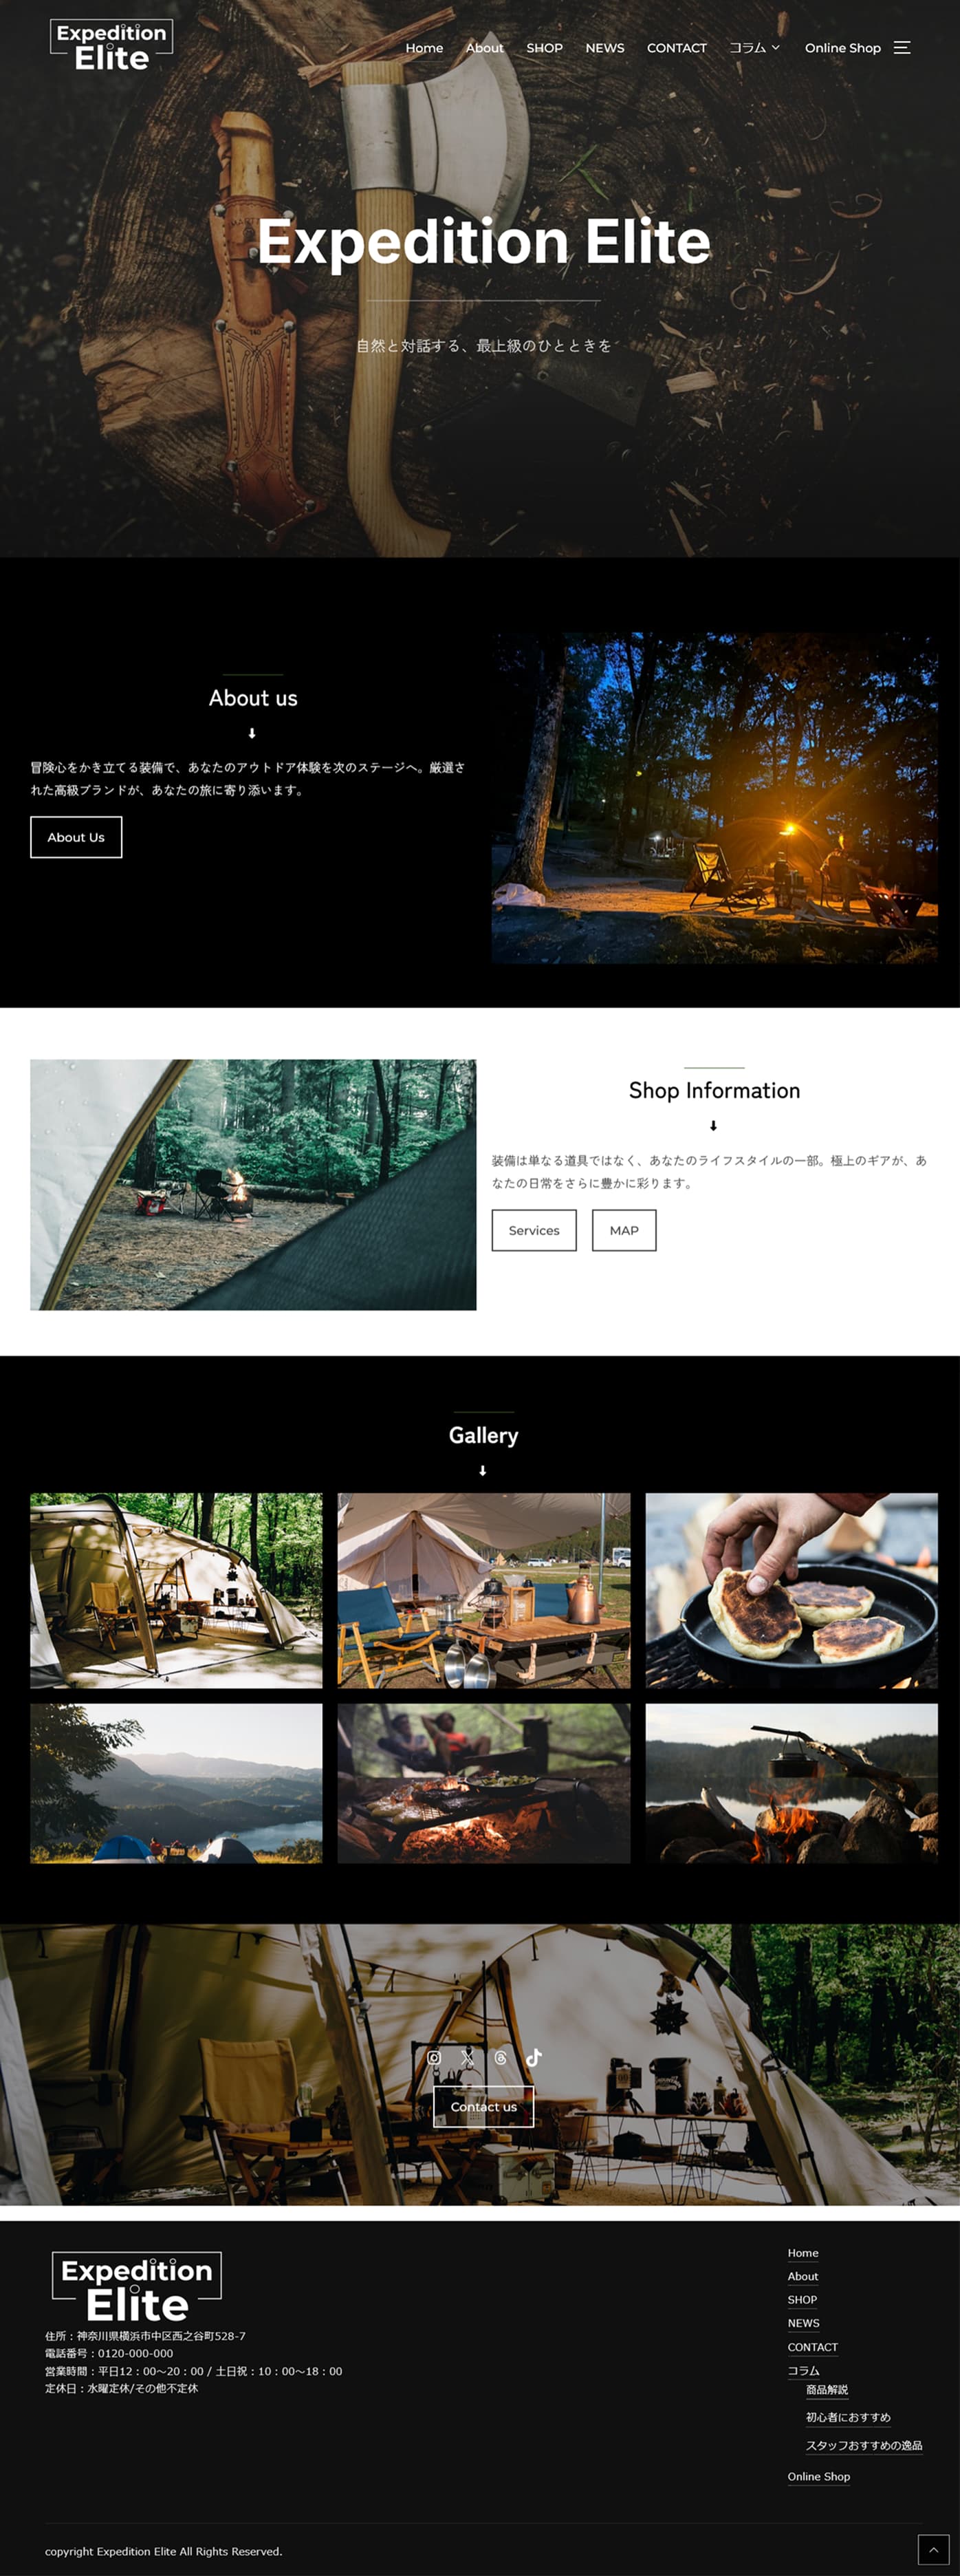 Expedition
Elite
Home About SHOP NEWS CONTACT コラム Online Shop
Expedition Elite
自然と対話する、最上級のひとときを
About us
冒険心をかき立てる装備で、あなたのアウトドア体験を次のステージへ。厳選さ
れた高級ブランドが、あなたの旅に寄り添います。
About Us
Shop Information
装備は単なる道具ではなく、あなたのライフスタイルの一部。極上のギアが、あ
なたの日常をさらに豊かに彩ります。
Services MAP
Gallery
Contact us
Expedition
Elite
住所：神奈川県横浜市中区西之谷町528-7
電話番号：0120-000-000
営業時間：平日12：00～20：00 / 土日祝：10：00～18：00
定休日：水曜定休/その他不定休
Home
About
SHOP
NEWS
CONTACT
コラム
商品解説
初心者におすすめ
スタッフおすすめの逸品
Online Shop
copyright Expedition Elite All Rights Reserved.